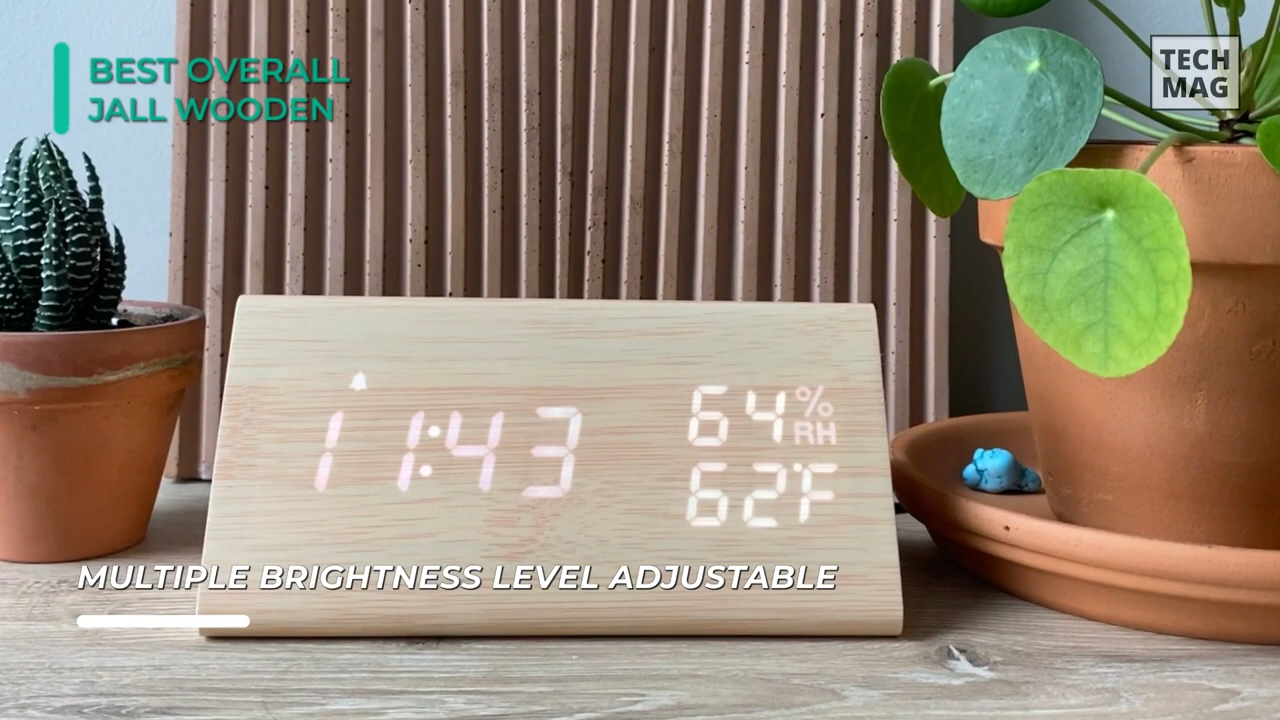 BEST OVERALL
JALL WOODEN
TECH
MAG
11:43
64%
RH
62°F
MULTIPLE BRIGHTNESS LEVEL ADJUSTABLE